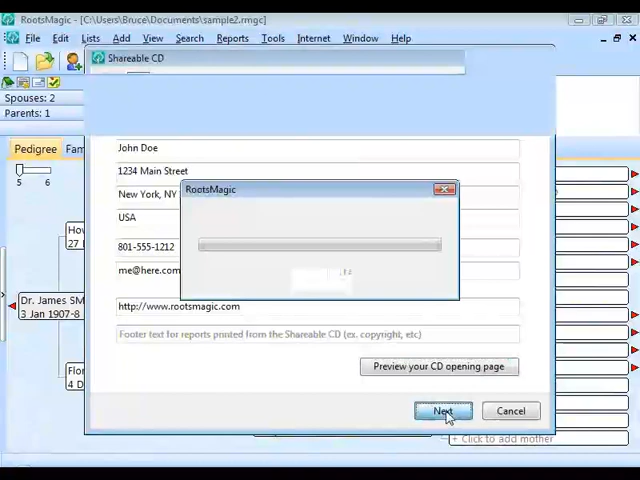 RootsMagic - [C:\Users\Bruce\Documents\sample2.rmgc]
File Edit Lists Add View Search Reports Tools Internet Window Help
Shareable CD
Spouses: 2
Parents: 1
Pedigree Fam
5 6
John Doe
1234 Main Street
New York, NY
USA
801-555-1212
me@here.com
http://www.rootsmagic.com
Footer text for reports printed from the Shareable CD (ex. copyright, etc)
Preview your CD opening page
Next Cancel
RootsMagic
How
27
Dr. James SM
3 Jan 1907-8
Flor
4 D
+ Click to add mother